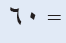 ٦٠ =